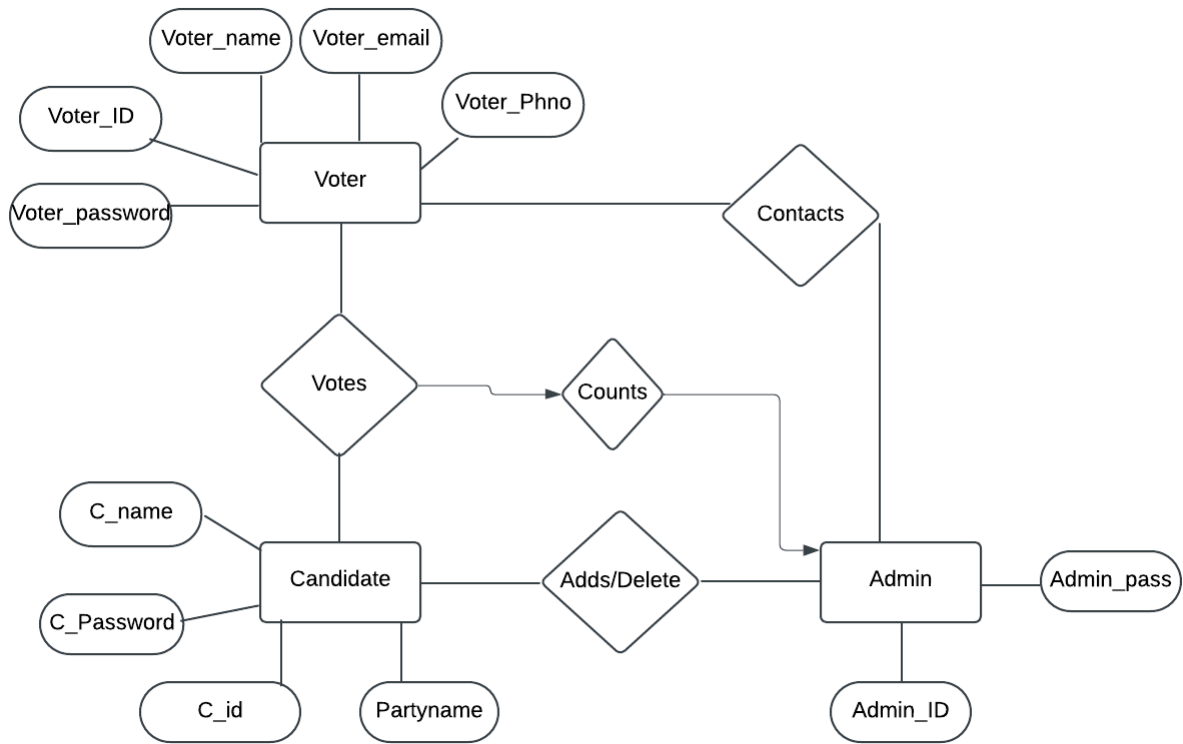 Voter_name
Voter_email
Voter_Phno
Voter_ID
Voter
Voter_password
Contacts
Votes
Counts
C_name
Candidate
Adds/Delete
Admin
Admin_pass
C_Password
C_id
Partyname
Admin_ID